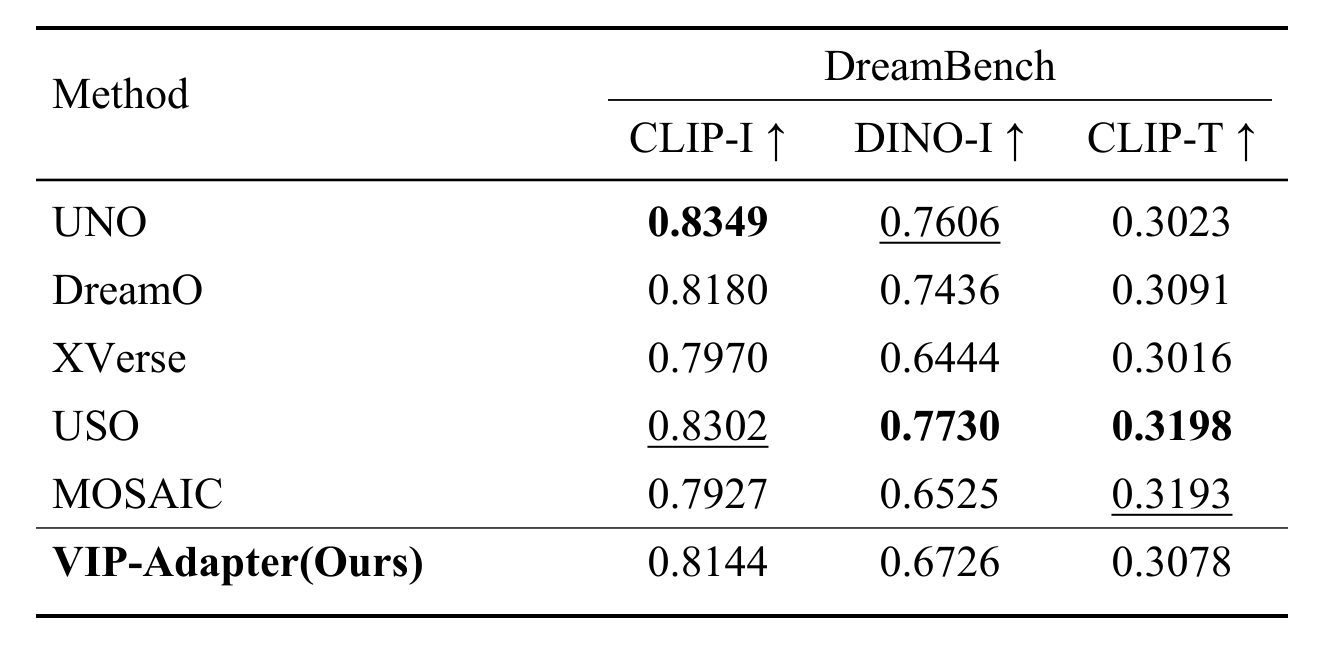 Method DreamBench
CLIP-I ↑ DINO-I ↑ CLIP-T ↑
UNO 0.8349 0.7606 0.3023
DreamO 0.8180 0.7436 0.3091
XVerse 0.7970 0.6444 0.3016
USO 0.8302 0.7730 0.3198
MOSAIC 0.7927 0.6525 0.3193
VIP-Adapter(Ours) 0.8144 0.6726 0.3078